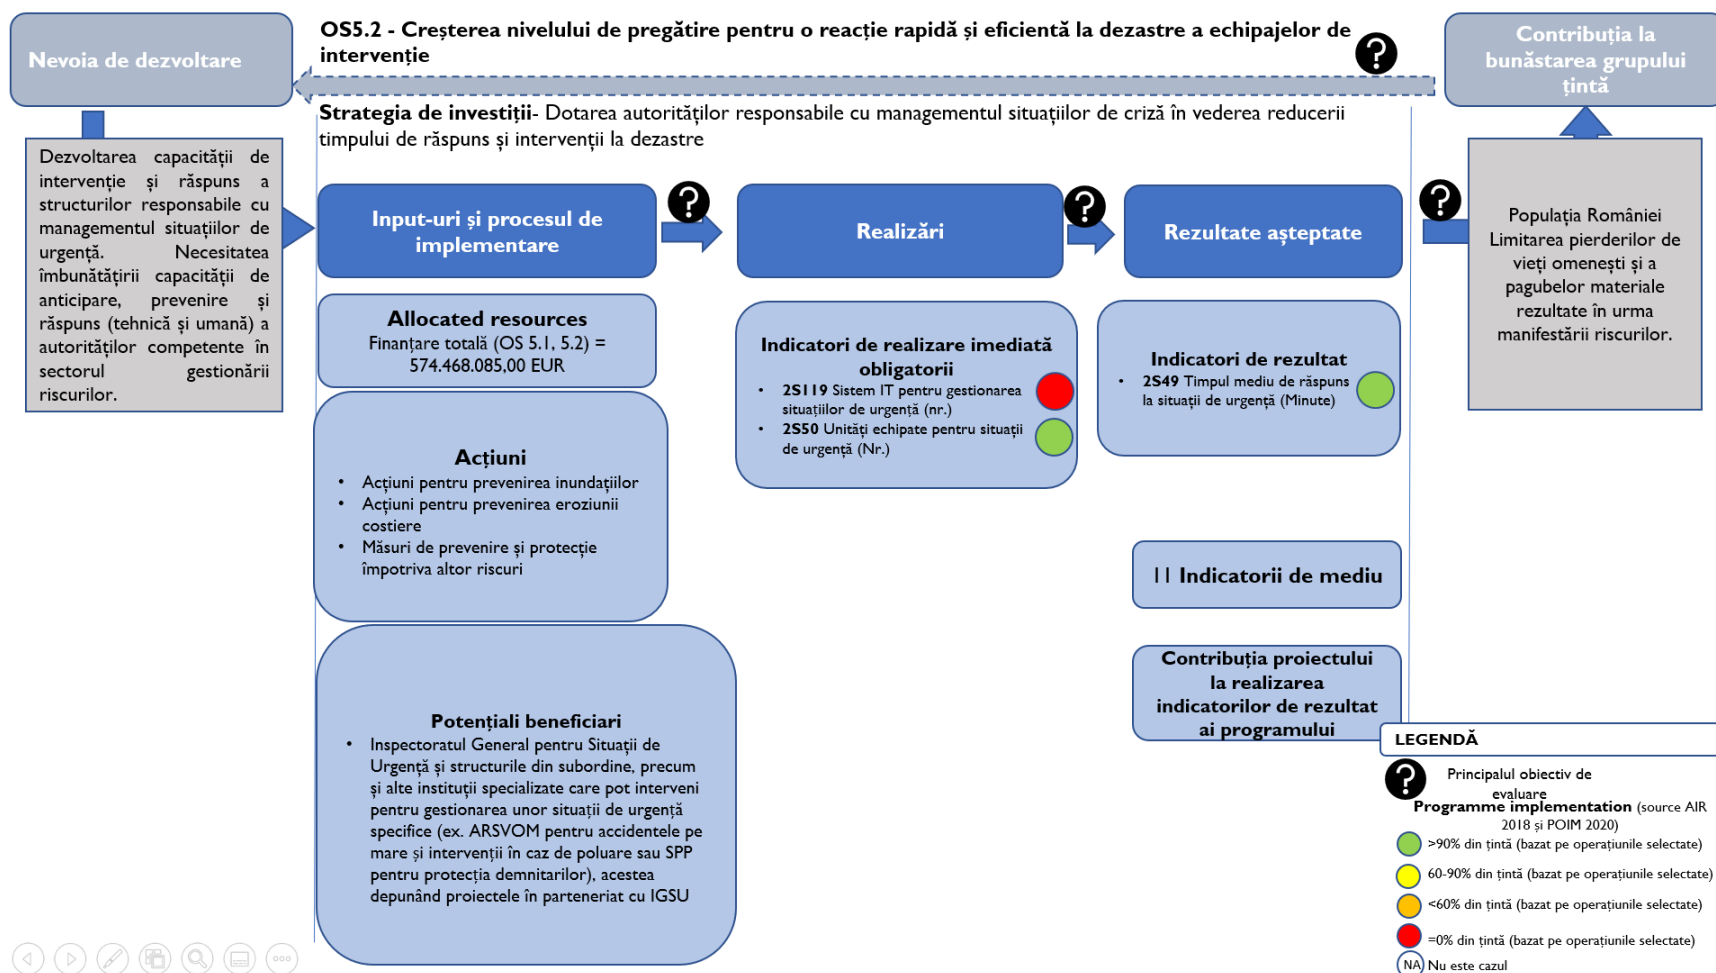 OS5.2 - Creșterea nivelului de pregătire pentru o reacție rapidă și eficientă la dezastre a echipajelor de
intervenție
?
Nevoia de dezvoltare
Contribuția la
bunăstarea grupului
țintă
Strategia de investiții- Dotarea autorităților responsabile cu managementul situațiilor de criză în vederea reducerii
timpului de răspuns și intervenții la dezastre
Dezvoltarea capacității de
intervenție și răspuns a
structurilor responsabile cu
managementul situațiilor de
urgență. Necesitatea
îmbunătățirii capacității de
anticipare, prevenire și
răspuns (tehnică și umană) a
autorităților competente în
sectorul gestionării
riscurilor.
Input-uri și procesul de
implementare
?
Realizări
?
Rezultate așteptate
?
Populația României
Limitarea pierderilor de
vieți omenești și a
pagubelor materiale
rezultate în urma
manifestării riscurilor.
Allocated resources
Finanțare totală (OS 5.1, 5.2) =
574.468.085,00 EUR
Acțiuni
• Acțiuni pentru prevenirea inundațiilor
• Acțiuni pentru prevenirea eroziunii
costiere
• Măsuri de prevenire și protecție
împotriva altor riscuri
Potențiali beneficiari
• Inspectoratul General pentru Situații de
Urgență și structurile din subordine, precum
și alte instituții specializate care pot interveni
pentru gestionarea unor situații de urgență
specifice (ex. ARSVOM pentru accidentele pe
mare și intervenții în caz de poluare sau SPP
pentru protecția demnitarilor), acestea
depunând proiectele în parteneriat cu IGSU
Indicatori de realizare imediată
obligatorii
• 2S119 Sistem IT pentru gestionarea
situațiilor de urgență (nr.)
• 2S50 Unități echipate pentru situații
de urgență (Nr.)
Indicatori de rezultat
• 2S49 Timpul mediu de răspuns
la situații de urgență (Minute)
11 Indicatorii de mediu
Contribuția proiectului
la realizarea
indicatorilor de rezultat
ai programului
LEGENDĂ
?
Principalul obiectiv de
evaluare
Programme implementation (source AIR
2018 și POIM 2020)
>90% din țintă (bazat pe operațiunile selectate)
60-90% din țintă (bazat pe operațiunile selectate)
<60% din țintă (bazat pe operațiunile selectate)
=0% din țintă (bazat pe operațiunile selectate)
NA Nu este cazul